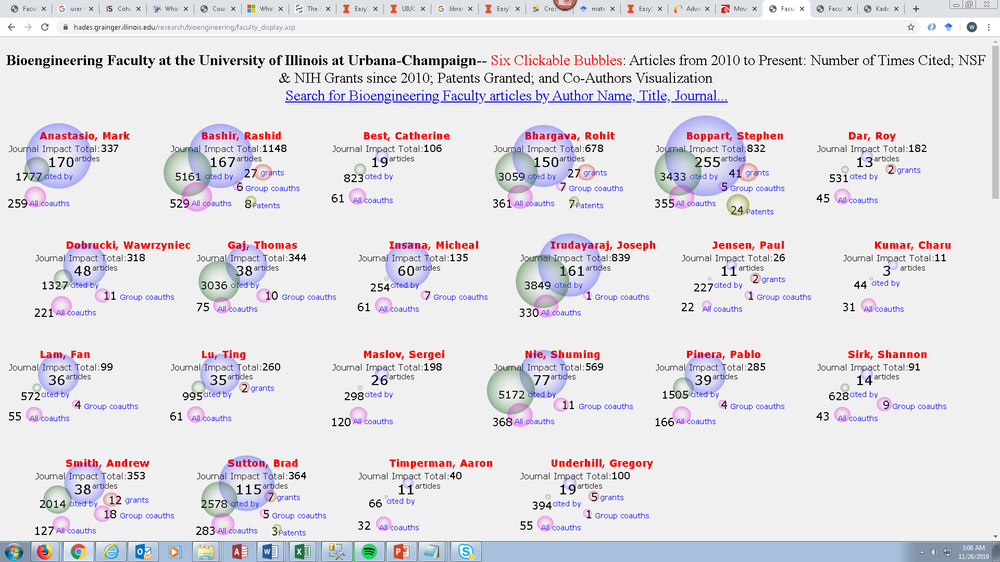 Facul
user t
IS Coho
What
Cour
What
The s
EasyS
UIUC
librar
EasyS
Cross
mate
EasyS
Adva
Movi
Facul
Facul
Kade
hades.grainger.illinois.edu/research/bioengineering/faculty_display.asp
W
Bioengineering Faculty at the University of Illinois at Urbana-Champaign-- Six Clickable Bubbles: Articles from 2010 to Present: Number of Times Cited; NSF
& NIH Grants since 2010; Patents Granted; and Co-Authors Visualization
Search for Bioengineering Faculty articles by Author Name, Title, Journal...
Anastasio, Mark
Journal Impact Total:337
170 articles
1777 cited by
259 All coauths
Bashir, Rashid
Journal Impact Total:1148
167 articles
5161 cited by
27 grants
6 Group coauths
529 All coauths
8 Patents
Best, Catherine
Journal Impact Total:106
19 articles
823 cited by
61 All coauths
Bhargava, Rohit
Journal Impact Total:678
150 articles
3059 cited by
27 grants
7 Group coauths
361 All coauths
7 Patents
Boppart, Stephen
Journal Impact Total:832
255 articles
3433 cited by
41 grants
5 Group coauths
355 All coauths
24 Patents
Dar, Roy
Journal Impact Total:182
13 articles
531 cited by
2 grants
45 All coauths
Dobrucki, Wawrzyniec
Journal Impact Total:318
48 articles
1327 cited by
11 Group coauths
221 All coauths
Gaj, Thomas
Journal Impact Total:344
38 articles
3036 cited by
10 Group coauths
75 All coauths
Insana, Micheal
Journal Impact Total:135
60 articles
254 cited by
7 Group coauths
61 All coauths
Irudayaraj, Joseph
Journal Impact Total:839
161 articles
3849 cited by
1 Group coauths
330 All coauths
Jensen, Paul
Journal Impact Total:26
11 articles
227 cited by
2 grants
1 Group coauths
22 All coauths
Kumar, Charu
Journal Impact Total:11
3 articles
44 cited by
31 All coauths
Lam, Fan
Journal Impact Total:99
36 articles
572 cited by
4 Group coauths
55 All coauths
Lu, Ting
Journal Impact Total:260
35 articles
995 cited by
2 grants
61 All coauths
Maslov, Sergei
Journal Impact Total:198
26 articles
298 cited by
120 All coauths
Nie, Shuming
Journal Impact Total:569
77 articles
5172 cited by
11 Group coauths
368 All coauths
Pinera, Pablo
Journal Impact Total:285
39 articles
1505 cited by
4 Group coauths
166 All coauths
Sirk, Shannon
Journal Impact Total:91
14 articles
628 cited by
9 Group coauths
43 All coauths
Smith, Andrew
Journal Impact Total:353
38 articles
2014 cited by
12 grants
18 Group coauths
127 All coauths
Sutton, Brad
Journal Impact Total:364
115 articles
2578 cited by
7 grants
5 Group coauths
283 All coauths
3 Patents
Timperman, Aaron
Journal Impact Total:40
11 articles
66 cited by
32 All coauths
Underhill, Gregory
Journal Impact Total:100
19 articles
394 cited by
5 grants
1 Group coauths
55 All coauths
3:06 AM
11/26/2019